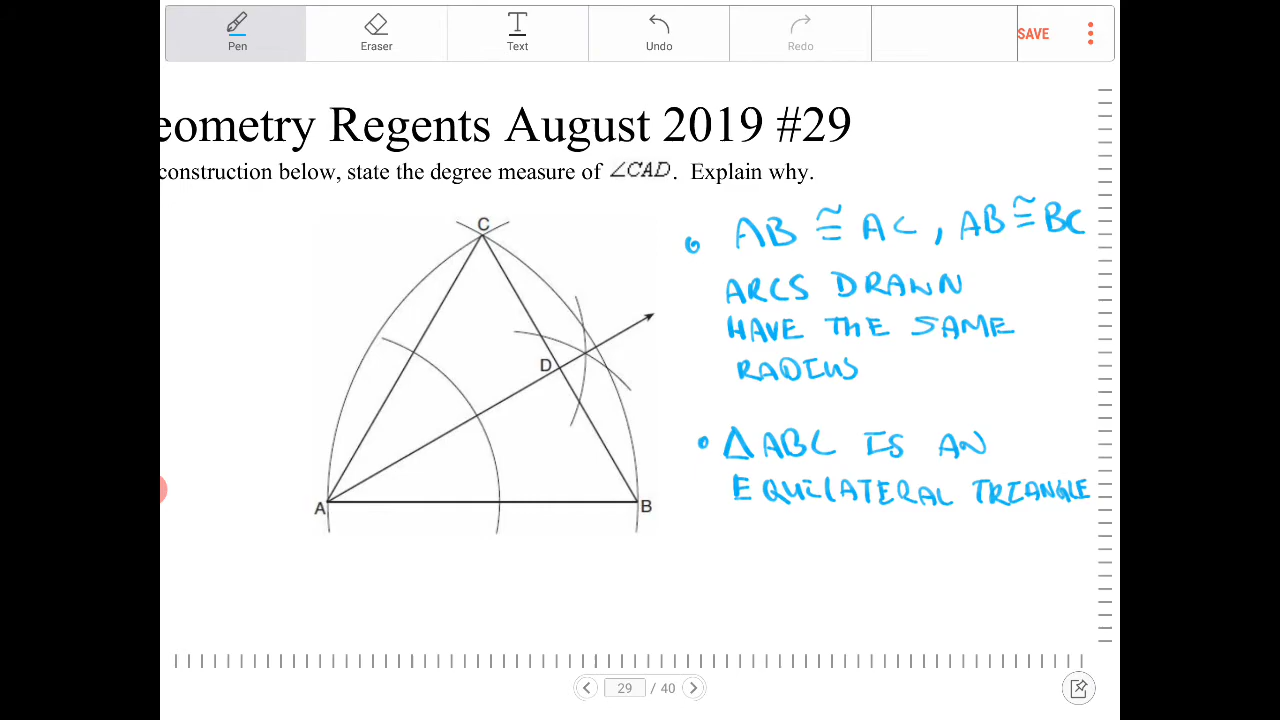 Pen
Eraser
Text
Undo
Redo
SAVE
eometry Regents August 2019 #29
construction below, state the degree measure of ∠CAD. Explain why.
C
D
A
B
AB ≅ AC, AB ≅ BC
ARCS DRAWN
HAVE THE SAME
RADIUS
• △ABC IS AN
EQUILATERAL TRIANGLE
29 / 40